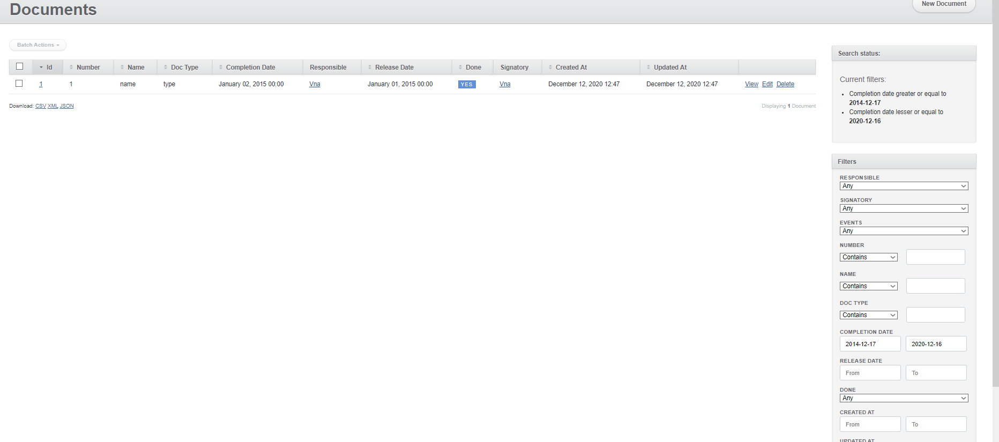 Documents
New Document
Batch Actions
Id Number Name Doc Type Completion Date Responsible Release Date Done Signatory Created At Updated At
1 1 name type January 02, 2015 00:00 Vna January 01, 2015 00:00 YES Vna December 12, 2020 12:47 December 12, 2020 12:47 View Edit Delete
Download: CSV XML JSON
Displaying 1 Document
Search status:
Current filters:
Completion date greater or equal to
2014-12-17
Completion date lesser or equal to
2020-12-16
Filters
RESPONSIBLE
Any
SIGNATORY
Any
EVENTS
Any
NUMBER
Contains
NAME
Contains
DOC TYPE
Contains
COMPLETION DATE
2014-12-17 2020-12-16
RELEASE DATE
From To
DONE
Any
CREATED AT
From To
UPDATED AT